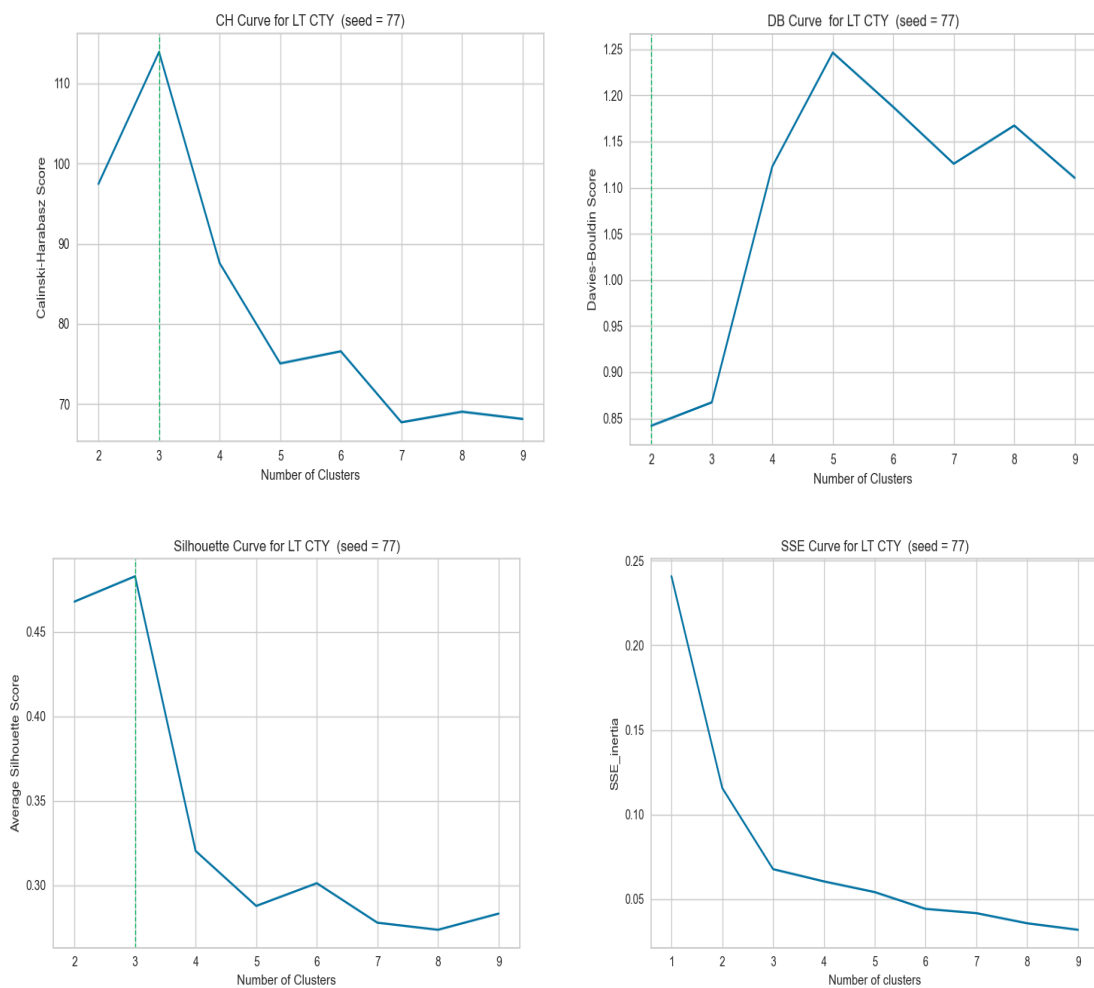 CH Curve for LT CTY (seed = 77)
Calinski-Harabasz Score
110
100
90
80
70
2 3 4 5 6 7 8 9
Number of Clusters
DB Curve for LT CTY (seed = 77)
Davies-Bouldin Score
1.25
1.20
1.15
1.10
1.05
1.00
0.95
0.90
0.85
2 3 4 5 6 7 8 9
Number of Clusters
Silhouette Curve for LT CTY (seed = 77)
Average Silhouette Score
0.45
0.40
0.35
0.30
2 3 4 5 6 7 8 9
Number of Clusters
SSE Curve for LT CTY (seed = 77)
SSE_inertia
0.25
0.20
0.15
0.10
0.05
1 2 3 4 5 6 7 8 9
Number of clusters